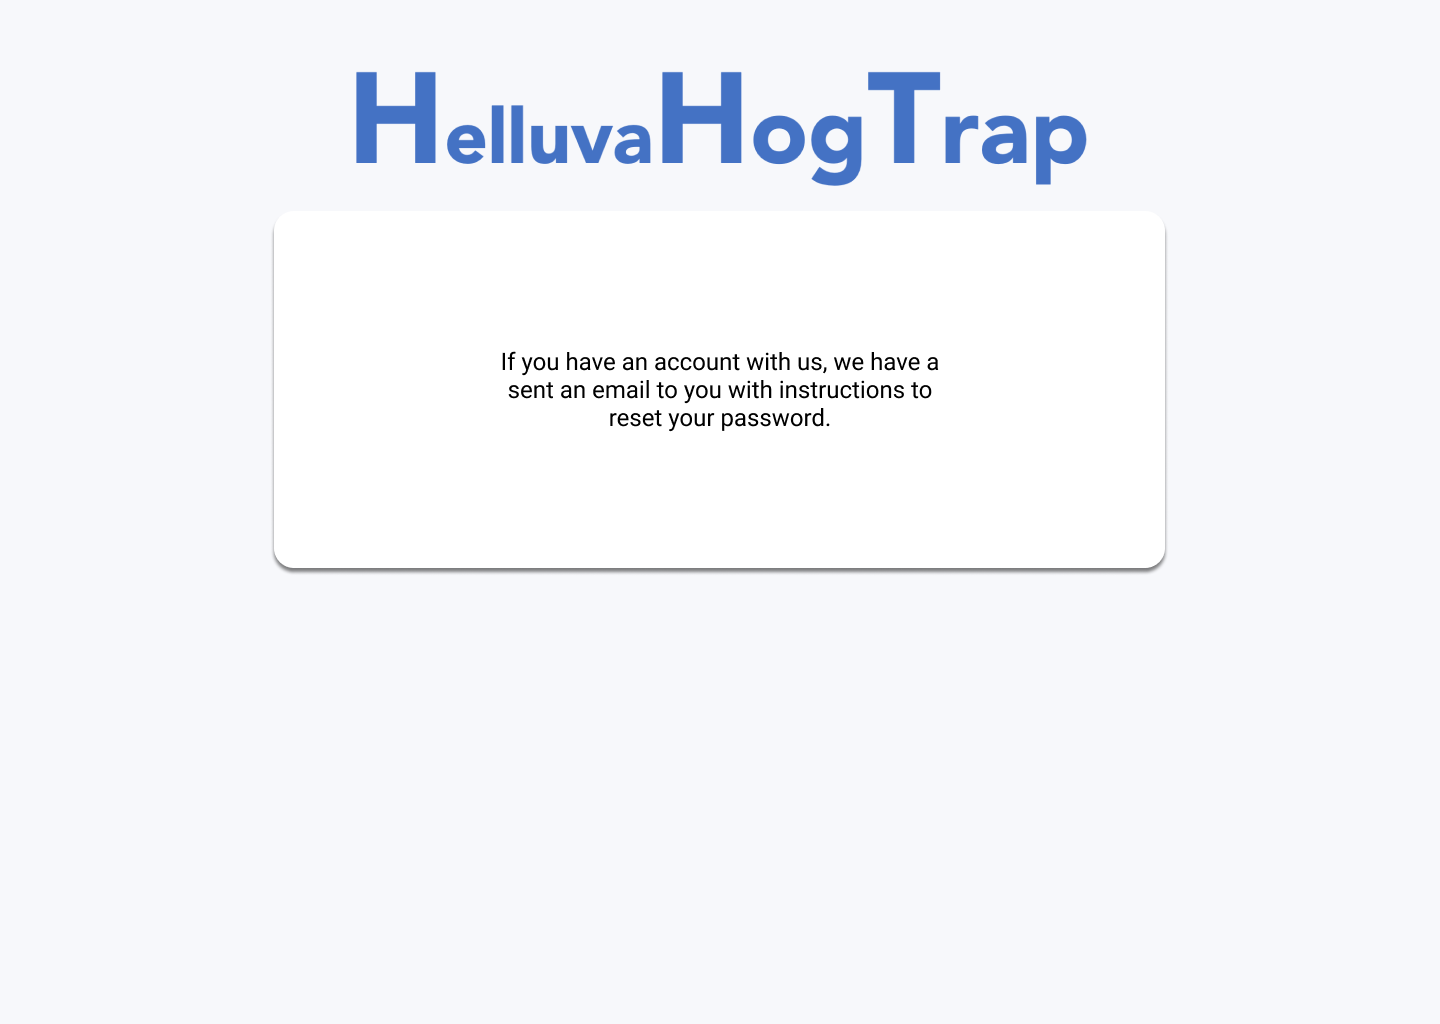 HelluvaHogTrap
If you have an account with us, we have a
sent an email to you with instructions to
reset your password.